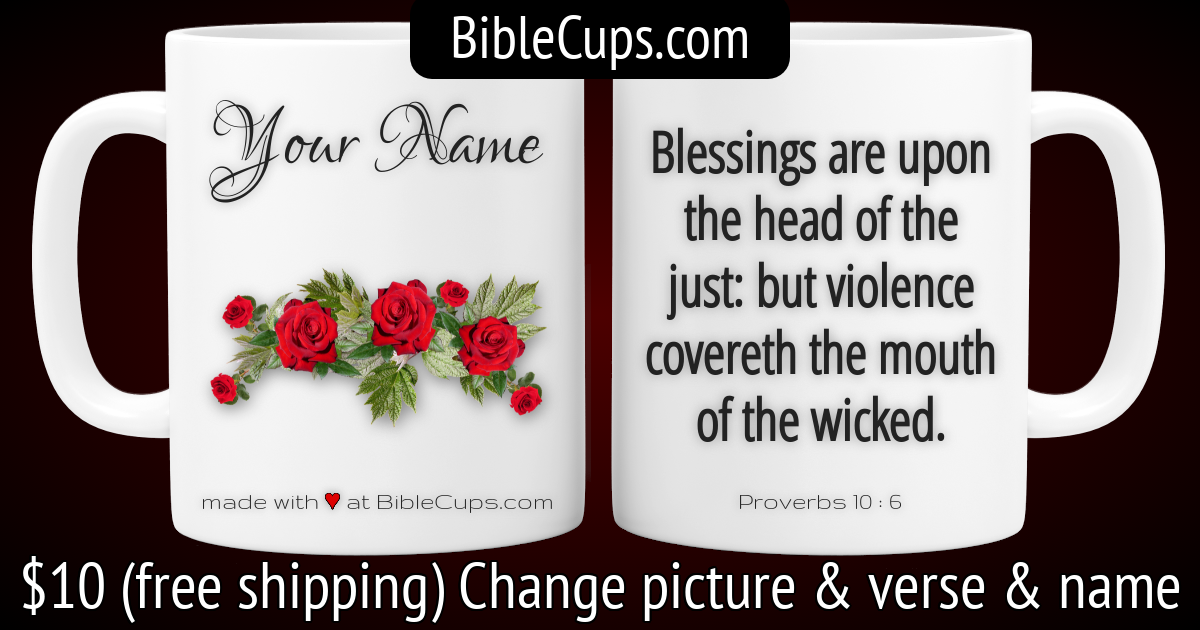 BibleCups.com
Your Name
made with ♥ at BibleCups.com
Blessings are upon
the head of the
just: but violence
covereth the mouth
of the wicked.
Proverbs 10 : 6
$10 (free shipping) Change picture & verse & name